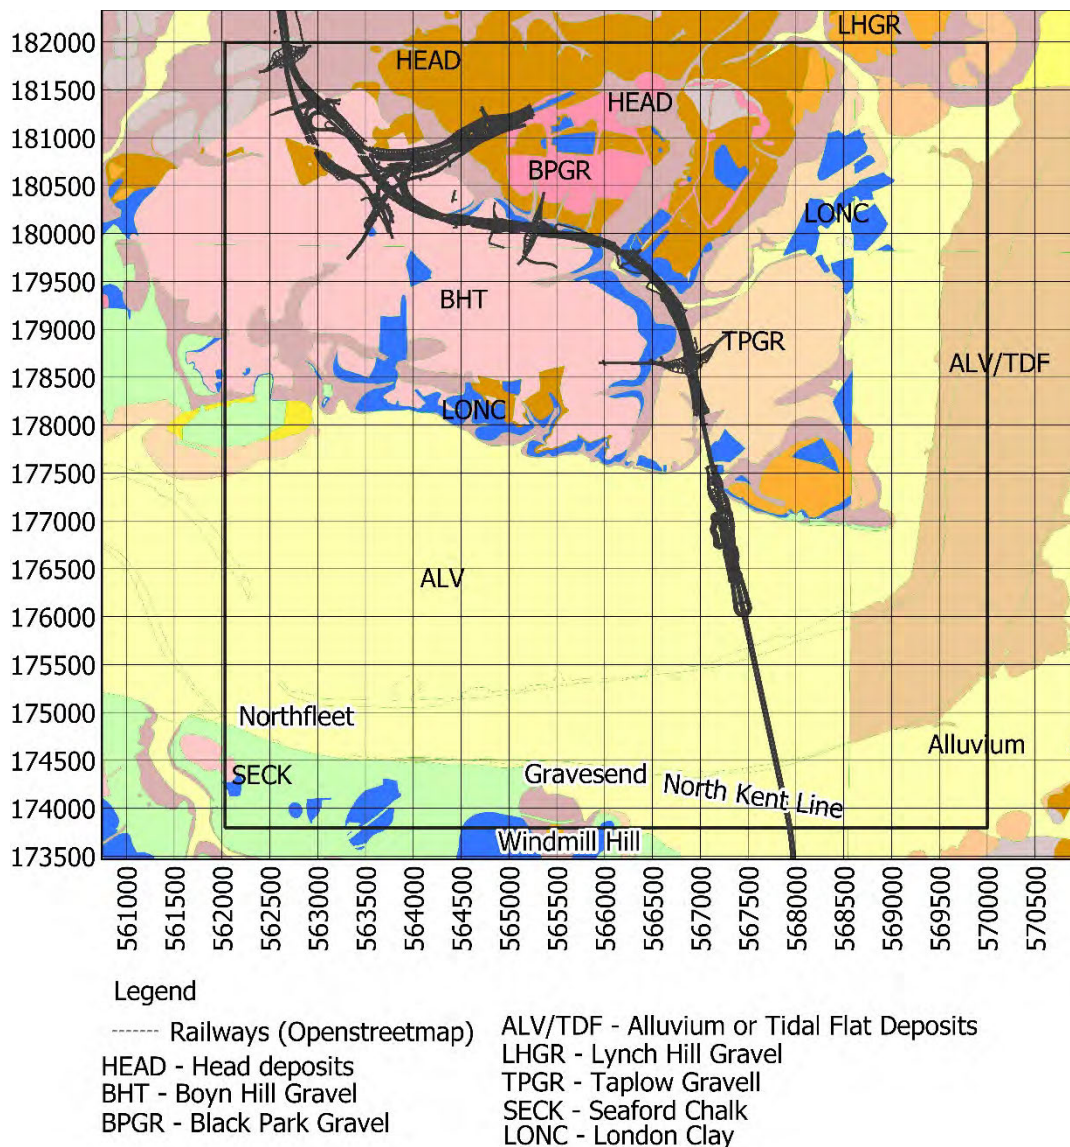 182000
181500
181000
180500
180000
179500
179000
178500
178000
177500
177000
176500
176000
175500
175000
174500
174000
173500
LHGR
HEAD
HEAD
BPGR
LONC
BHT
TPGR
ALV/TDF
LONC
ALV
Northfleet
Alluvium
SECK
Gravesend
North Kent Line
Windmill Hill
561000
561500
562000
562500
563000
563500
564000
564500
565000
565500
566000
566500
567000
567500
568000
568500
569000
569500
570000
570500
Legend
Railways (Openstreetmap)
HEAD - Head deposits
BHT - Boyn Hill Gravel
BPGR - Black Park Gravel
ALV/TDF - Alluvium or Tidal Flat Deposits
LHGR - Lynch Hill Gravel
TPGR - Taplow Gravell
SECK - Seaford Chalk
LONC - London Clay